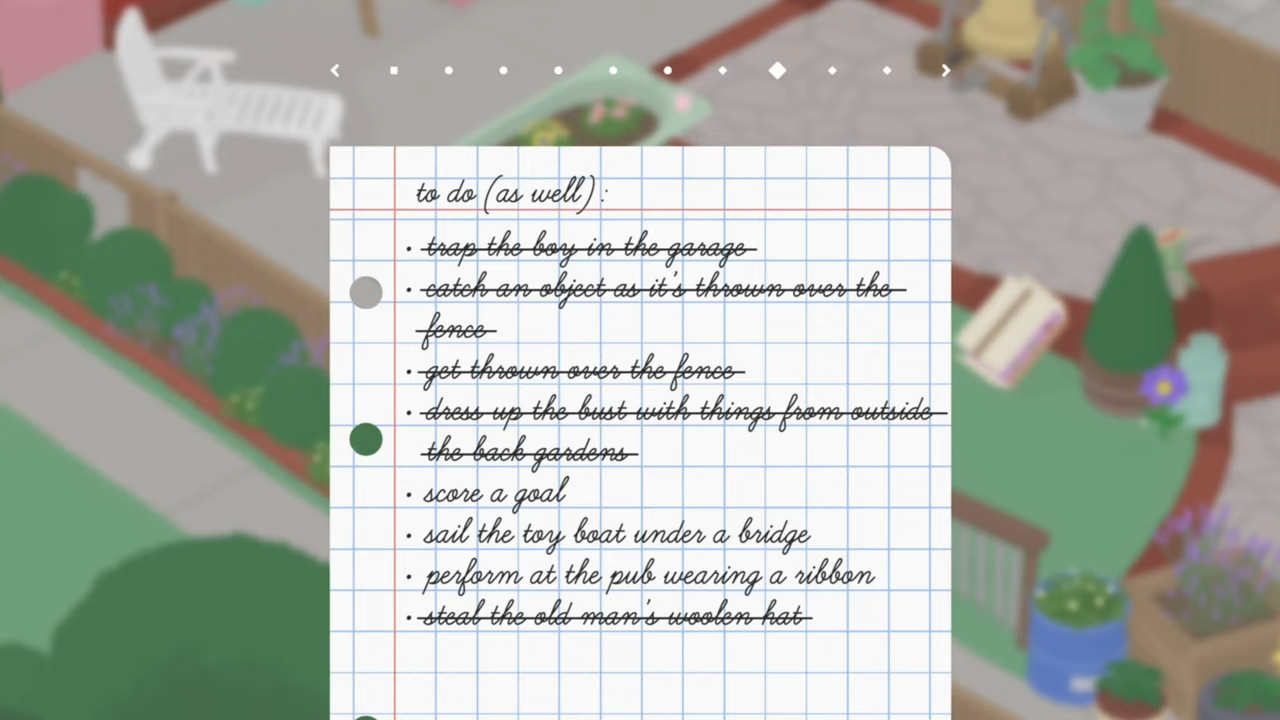 to do (as well):
• trap the boy in the garage
• catch an object as it's thrown over the
fence
• get thrown over the fence
• dress up the bust with things from outside
the back gardens
• score a goal
• sail the toy boat under a bridge
• perform at the pub wearing a ribbon
• steal the old man's woolen hat